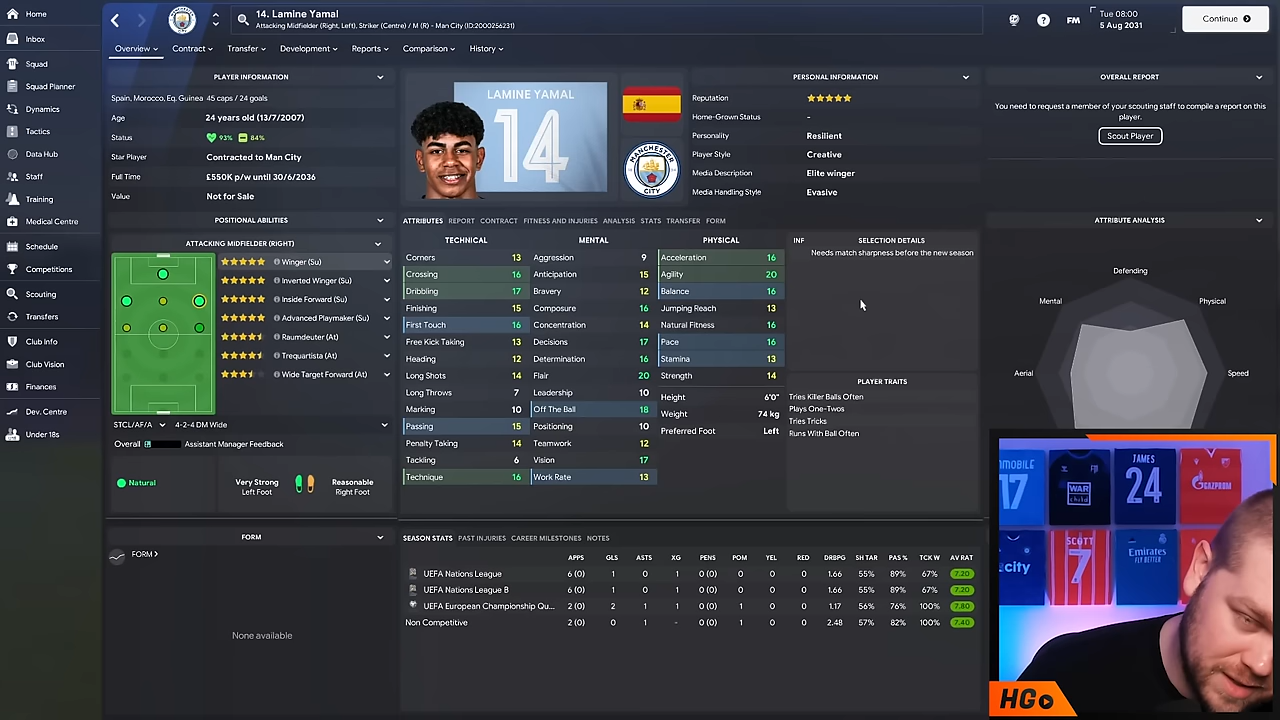 Home
Inbox
Squad
Squad Planner
Dynamics
Tactics
Data Hub
Staff
Training
Medical Centre
Schedule
Competitions
Scouting
Transfers
Club Info
Club Vision
Finances
Dev. Centre
Under 18s
14. Lamine Yamal
Attacking Midfielder (Right, Left), Striker (Centre) / M (R) - Man City (ID:2000256231)
FM
Tue 08:00
5 Aug 2031
Continue
Overview Contract Transfer Development Reports Comparison History
PLAYER INFORMATION
Spain, Morocco, Eq. Guinea 45 caps / 24 goals
Age 24 years old (13/7/2007)
Status 93% 84%
Star Player Contracted to Man City
Full Time £550K p/w until 30/6/2036
Value Not for Sale
LAMINE YAMAL
14
MANCHESTER
CITY
PERSONAL INFORMATION
Reputation
Home-Grown Status -
Personality Resilient
Player Style Creative
Media Description Elite winger
Media Handling Style Evasive
OVERALL REPORT
You need to request a member of your scouting staff to compile a report on this
player.
Scout Player
POSITIONAL ABILITIES
ATTACKING MIDFIELDER (RIGHT)
Winger (Su)
Inverted Winger (Su)
Inside Forward (Su)
Advanced Playmaker (Su)
Raumdeuter (At)
Trequartista (At)
Wide Target Forward (At)
STCL/AF/A 4-2-4 DM Wide
Overall Assistant Manager Feedback
Natural
Very Strong
Left Foot
Reasonable
Right Foot
ATTRIBUTES REPORT CONTRACT FITNESS AND INJURIES ANALYSIS STATS TRANSFER FORM
TECHNICAL
Corners 13
Crossing 16
Dribbling 17
Finishing 15
First Touch 16
Free Kick Taking 13
Heading 12
Long Shots 14
Long Throws 7
Marking 10
Passing 15
Penalty Taking 14
Tackling 6
Technique 16
MENTAL
Aggression 9
Anticipation 15
Bravery 12
Composure 16
Concentration 14
Decisions 17
Determination 16
Flair 20
Leadership 10
Off The Ball 18
Positioning 10
Teamwork 12
Vision 17
Work Rate 13
PHYSICAL
Acceleration 16
Agility 20
Balance 16
Jumping Reach 13
Natural Fitness 16
Pace 16
Stamina 13
Strength 14
Height 6'0"
Weight 74 kg
Preferred Foot Left
INF SELECTION DETAILS
Needs match sharpness before the new season
PLAYER TRAITS
Tries Killer Balls Often
Plays One-Twos
Tries Tricks
Runs With Ball Often
ATTRIBUTE ANALYSIS
Defending
Mental Physical
Aerial Speed
FORM
FORM
None available
SEASON STATS PAST INJURIES CAREER MILESTONES NOTES
APPS GLS ASTS XG PENS POM YEL RED DRBPG SH TAR PAS % TCK W AV RAT
UEFA Nations League 6 (0) 1 0 1 0 (0) 0 0 0 1.66 55% 89% 67% 7.20
UEFA Nations League B 6 (0) 1 0 1 0 (0) 0 0 0 1.66 55% 89% 67% 7.20
UEFA European Championship Qu... 2 (0) 2 1 1 0 (0) 1 0 0 1.17 56% 76% 100% 7.80
Non Competitive 2 (0) 0 1 - 0 (0) 1 0 0 2.48 57% 82% 100% 7.40
MMOBILE
17
WAR
child
JAMES
24
GAZPROM
city
SCOTT
7
Emirates
FLY BETTER
HG